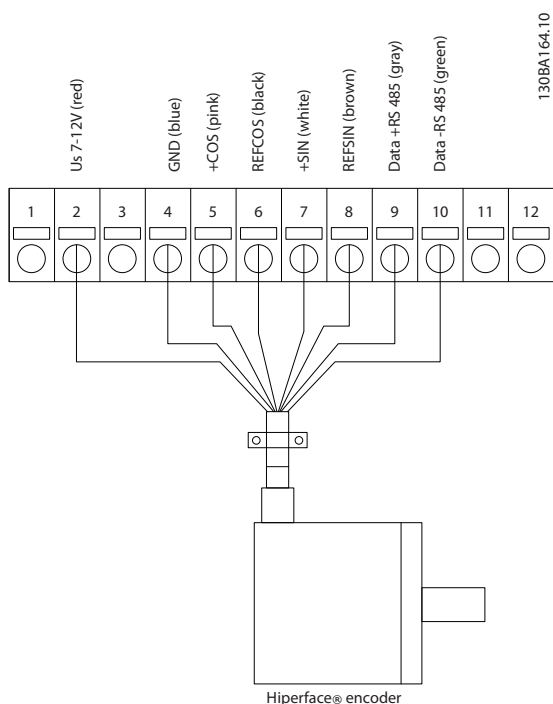 130BA164.10
Us 7-12V (red)
GND (blue)
+COS (pink)
REFCOS (black)
+SIN (white)
REFSIN (brown)
Data +RS 485 (gray)
Data -RS 485 (green)
1 2 3 4 5 6 7 8 9 10 11 12
Hiperface® encoder